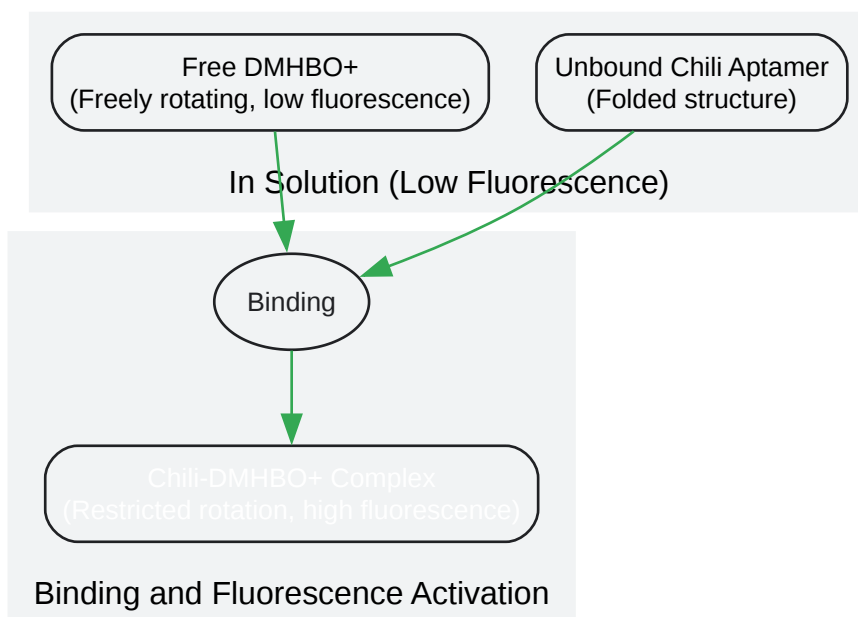 Free DMHBO+
(Freely rotating, low fluorescence)
Unbound Chili Aptamer
(Folded structure)
In Solution (Low Fluorescence)
Binding
Chili-DMHBO+ Complex
(Restricted rotation, high fluorescence)
Binding and Fluorescence Activation